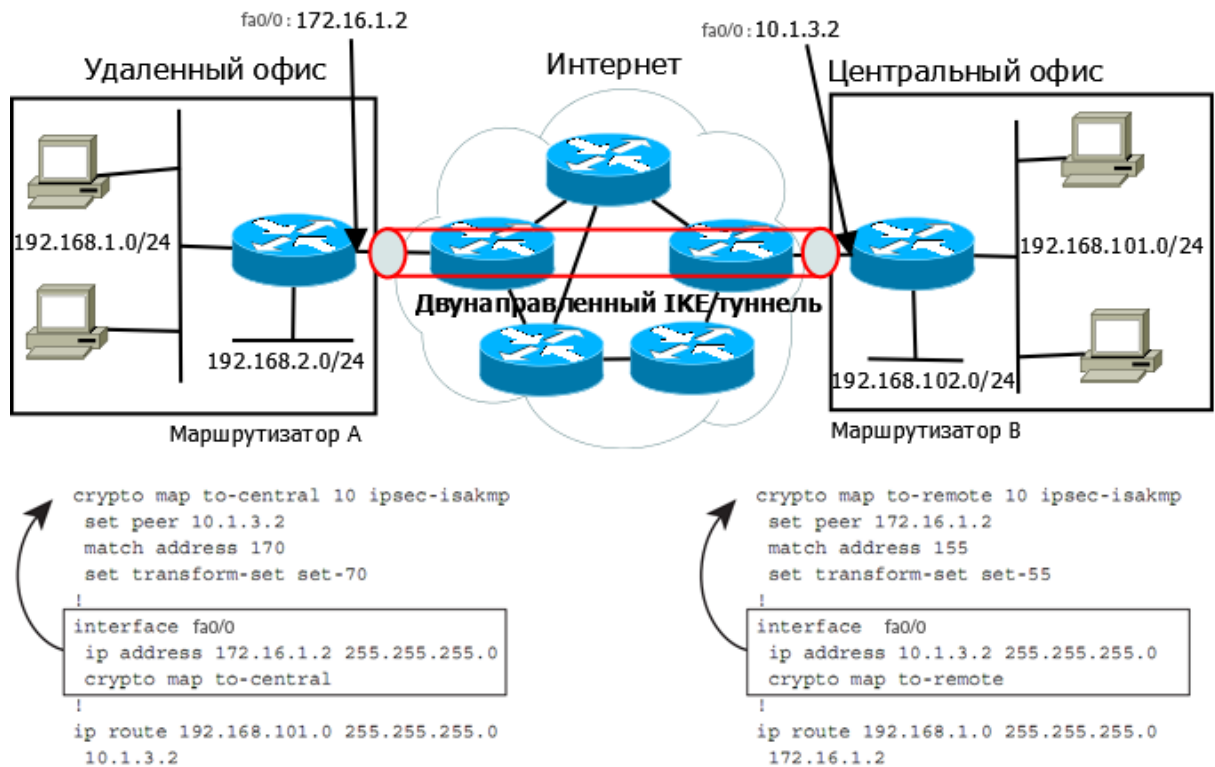 fa0/0 : 172.16.1.2
fa0/0 : 10.1.3.2
Удаленный офис
Интернет
Центральный офис
192.168.1.0/24
192.168.101.0/24
Двунаправленный IKE туннель
192.168.2.0/24
192.168.102.0/24
Маршрутизатор A
Маршрутизатор B
crypto map to-central 10 ipsec-isakmp
set peer 10.1.3.2
match address 170
set transform-set set-70
!
interface fa0/0
ip address 172.16.1.2 255.255.255.0
crypto map to-central
!
ip route 192.168.101.0 255.255.255.0
10.1.3.2
crypto map to-remote 10 ipsec-isakmp
set peer 172.16.1.2
match address 155
set transform-set set-55
!
interface fa0/0
ip address 10.1.3.2 255.255.255.0
crypto map to-remote
!
ip route 192.168.1.0 255.255.255.0
172.16.1.2